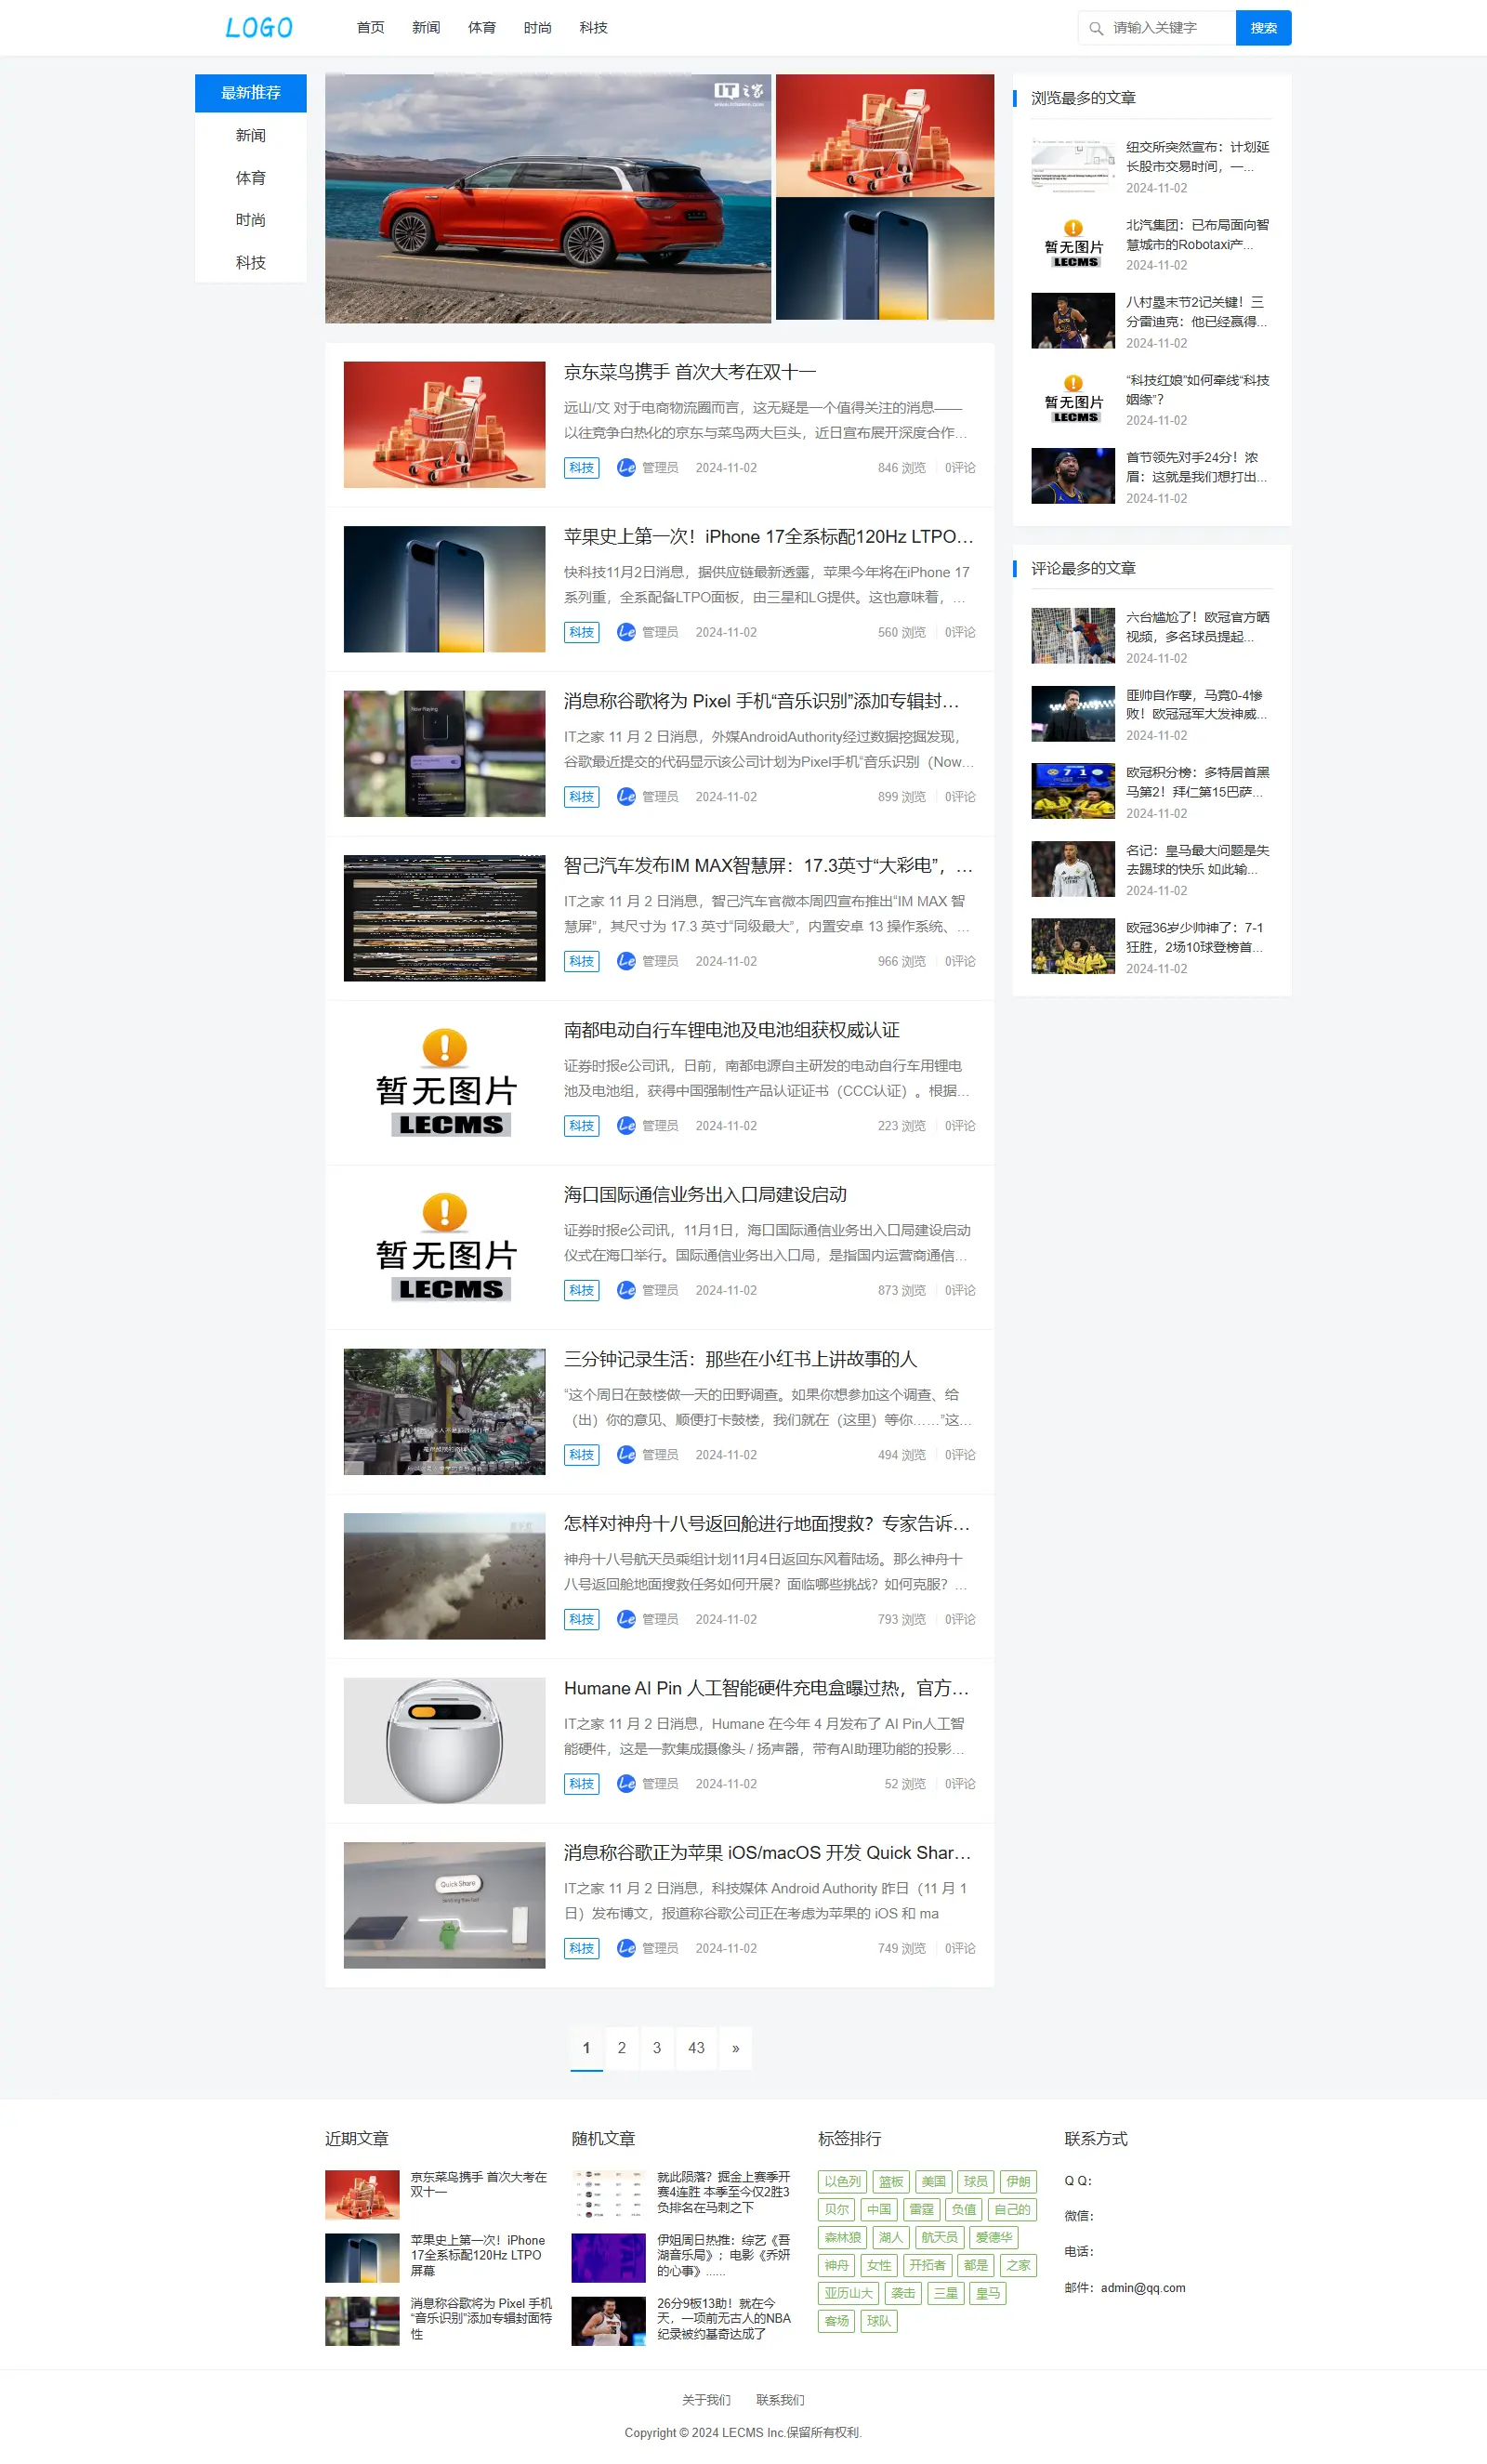 LOGO
首页 新闻 体育 时尚 科技
请输入关键字 搜索
最新推荐
新闻
体育
时尚
科技
IT之家
浏览最多的文章
纽交所突然宣布：计划延
长股市交易时间，一...
2024-11-02
暂无图片
LECMS
北汽集团：已布局面向智
慧城市的Robotaxi产...
2024-11-02
八村塁末节2记关键！三
分雷迪克：他已经赢得...
2024-11-02
暂无图片
LECMS
“科技红娘”如何牵线“科技
姻缘”？
2024-11-02
首节领先对手24分！浓
眉：这就是我们想打出...
2024-11-02
评论最多的文章
六台尴尬了！欧冠官方晒
视频，多名球员提起...
2024-11-02
匪帅自作孽，马竞0-4惨
败！欧冠冠军大发神威...
2024-11-02
7 1
欧冠积分榜：多特居首黑
马第2！拜仁第15巴萨...
2024-11-02
名记：皇马最大问题是失
去踢球的快乐 如此输...
2024-11-02
欧冠36岁少帅神了：7-1
狂胜，2场10球登榜首...
2024-11-02
京东菜鸟携手 首次大考在双十一
远山/文 对于电商物流圈而言，这无疑是一个值得关注的消息——
以往竞争白热化的京东与菜鸟两大巨头，近日宣布展开深度合作...
科技 Le 管理员 2024-11-02 846 浏览 0评论
苹果史上第一次！iPhone 17全系标配120Hz LTPO...
快科技11月2日消息，据供应链最新透露，苹果今年将在iPhone 17
系列重，全系配备LTPO面板，由三星和LG提供。这也意味着，...
科技 Le 管理员 2024-11-02 560 浏览 0评论
Now Playing
消息称谷歌将为 Pixel 手机“音乐识别”添加专辑封...
IT之家 11 月 2 日消息，外媒AndroidAuthority经过数据挖掘发现，
谷歌最近提交的代码显示该公司计划为Pixel手机“音乐识别（Now...
科技 Le 管理员 2024-11-02 899 浏览 0评论
智己汽车发布IM MAX智慧屏：17.3英寸“大彩电”，...
IT之家 11 月 2 日消息，智己汽车官微本周四宣布推出“IM MAX 智
慧屏”，其尺寸为 17.3 英寸“同级最大”，内置安卓 13 操作系统、...
科技 Le 管理员 2024-11-02 966 浏览 0评论
暂无图片
LECMS
南都电动自行车锂电池及电池组获权威认证
证券时报e公司讯，日前，南都电源自主研发的电动自行车用锂电
池及电池组，获得中国强制性产品认证证书（CCC认证）。根据...
科技 Le 管理员 2024-11-02 223 浏览 0评论
暂无图片
LECMS
海口国际通信业务出入口局建设启动
证券时报e公司讯，11月1日，海口国际通信业务出入口局建设启动
仪式在海口举行。国际通信业务出入口局，是指国内运营商通信...
科技 Le 管理员 2024-11-02 873 浏览 0评论
三分钟记录生活：那些在小红书上讲故事的人
“这个周日在鼓楼做一天的田野调查。如果你想参加这个调查、给
（出）你的意见、顺便打卡鼓楼，我们就在（这里）等你……”这...
科技 Le 管理员 2024-11-02 494 浏览 0评论
怎样对神舟十八号返回舱进行地面搜救？专家告诉...
神舟十八号航天员乘组计划11月4日返回东风着陆场。那么神舟十
八号返回舱地面搜救任务如何开展？面临哪些挑战？如何克服？...
科技 Le 管理员 2024-11-02 793 浏览 0评论
Humane AI Pin 人工智能硬件充电盒曝过热，官方...
IT之家 11 月 2 日消息，Humane 在今年 4 月发布了 AI Pin人工智
能硬件，这是一款集成摄像头 / 扬声器，带有AI助理功能的投影...
科技 Le 管理员 2024-11-02 52 浏览 0评论
Quick Share
消息称谷歌正为苹果 iOS/macOS 开发 Quick Shar...
IT之家 11 月 2 日消息，科技媒体 Android Authority 昨日（11 月 1
日）发布博文，报道称谷歌公司正在考虑为苹果的 iOS 和 ma
科技 Le 管理员 2024-11-02 749 浏览 0评论
1 2 3 43 »
近期文章
京东菜鸟携手 首次大考在
双十一
苹果史上第一次！iPhone
17全系标配120Hz LTPO
屏幕
消息称谷歌将为 Pixel 手机
“音乐识别”添加专辑封面特
性
随机文章
就此陨落？掘金上赛季开
赛4连胜 本季至今仅2胜3
负排名在马刺之下
伊姐周日热推：综艺《吾
湖音乐局》；电影《乔妍
的心事》......
26分9板13助！就在今
天，一项前无古人的NBA
纪录被约基奇达成了
标签排行
以色列 篮板 美国 球员 伊朗
贝尔 中国 雷霆 负值 自己的
森林狼 湖人 航天员 爱德华
神舟 女性 开拓者 都是 之家
亚历山大 袭击 三星 皇马
客场 球队
联系方式
Q Q：
微信：
电话：
邮件：admin@qq.com
关于我们 联系我们
Copyright © 2024 LECMS Inc.保留所有权利.